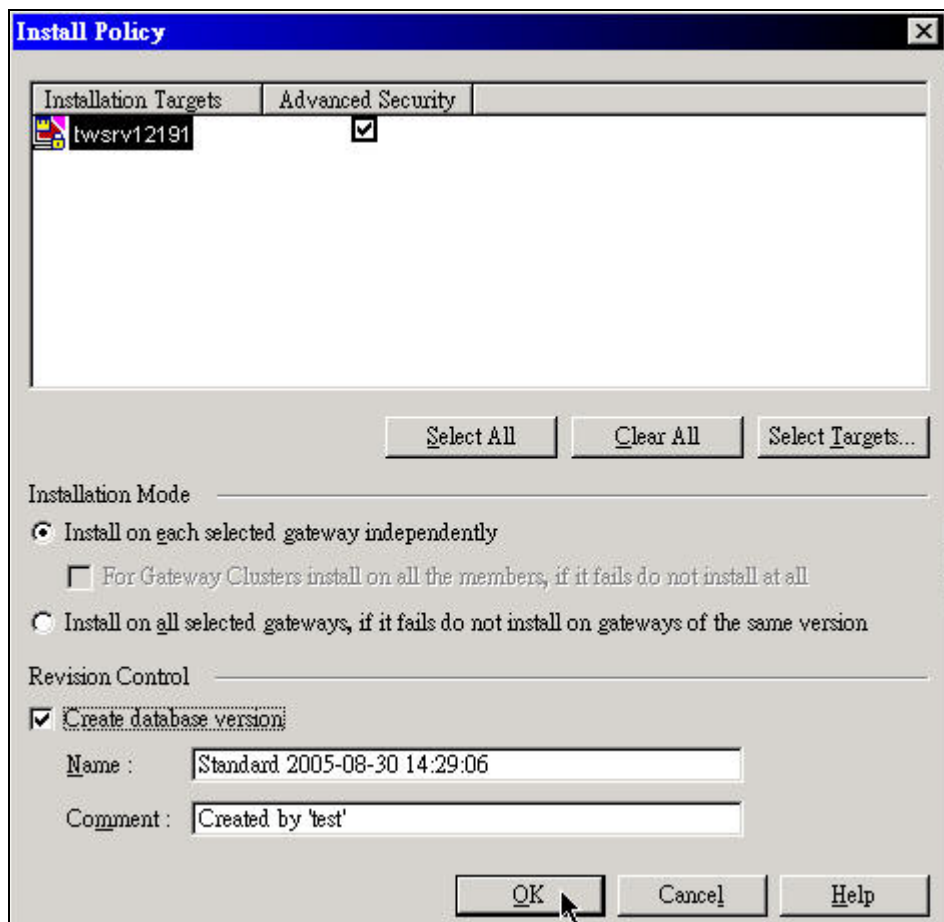 Install Policy
Installation Targets Advanced Security
twsrv12191
Select All Clear All Select Targets...
Installation Mode
Install on each selected gateway independently
For Gateway Clusters install on all the members, if it fails do not install at all
Install on all selected gateways, if it fails do not install on gateways of the same version
Revision Control
Create database version
Name : Standard 2005-08-30 14:29:06
Comment : Created by 'test'
OK Cancel Help